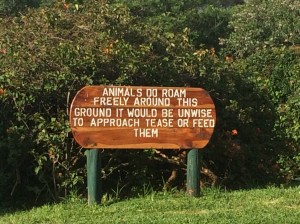 ANIMALS DO ROAM
FREELY AROUND THIS
GROUND IT WOULD BE UNWISE
TO APPROACH TEASE OR FEED
THEM